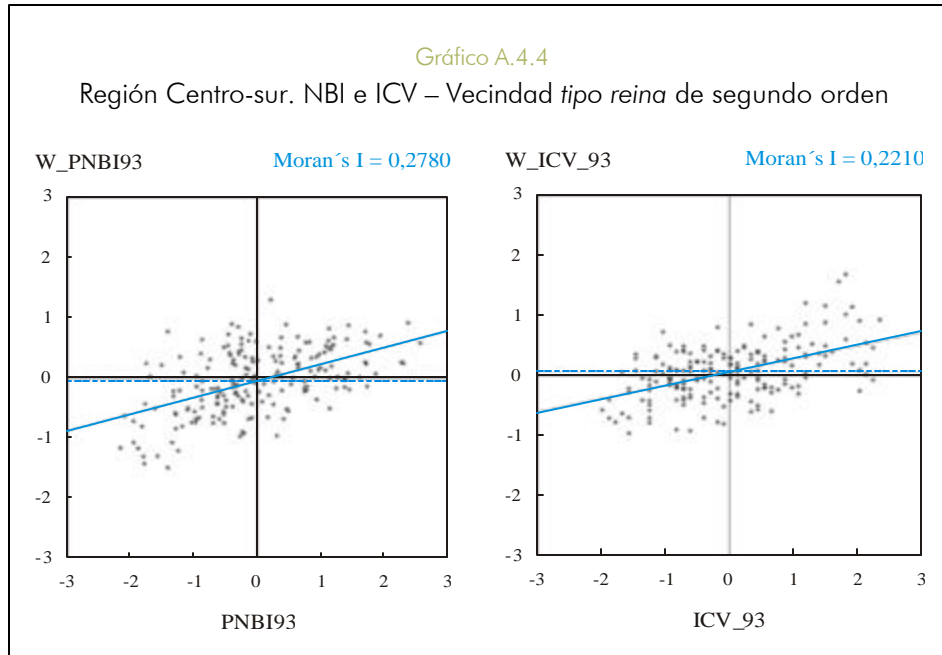 Gráfico A.4.4
Región Centro-sur. NBI e ICV – Vecindad tipo reina de segundo orden
W_PNBI93
Moran´s I = 0,2780
3
2
1
0
-1
-2
-3
-3 -2 -1 0 1 2 3
PNBI93
W_ICV_93
Moran´s I = 0,2210
3
2
1
0
-1
-2
-3
-3 -2 -1 0 1 2 3
ICV_93